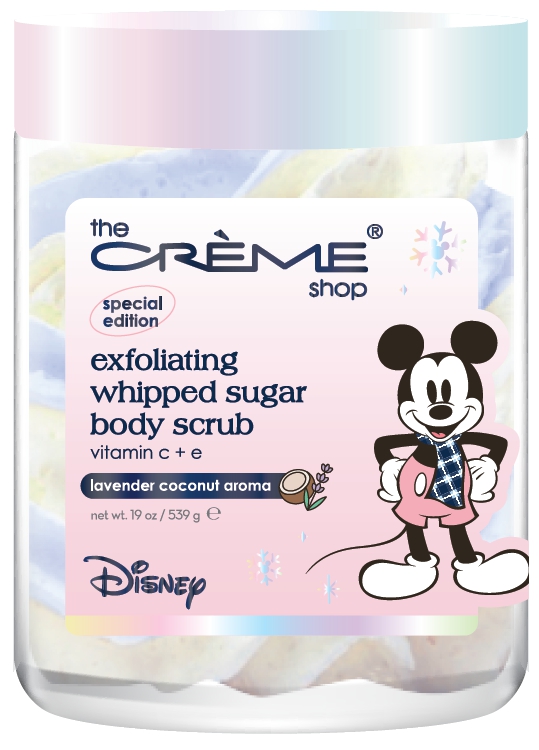 the
CRÈME®
shop
special
edition
exfoliating
whipped sugar
body scrub
vitamin c + e
lavender coconut aroma
net wt. 19 oz / 539 g ℮
Disney